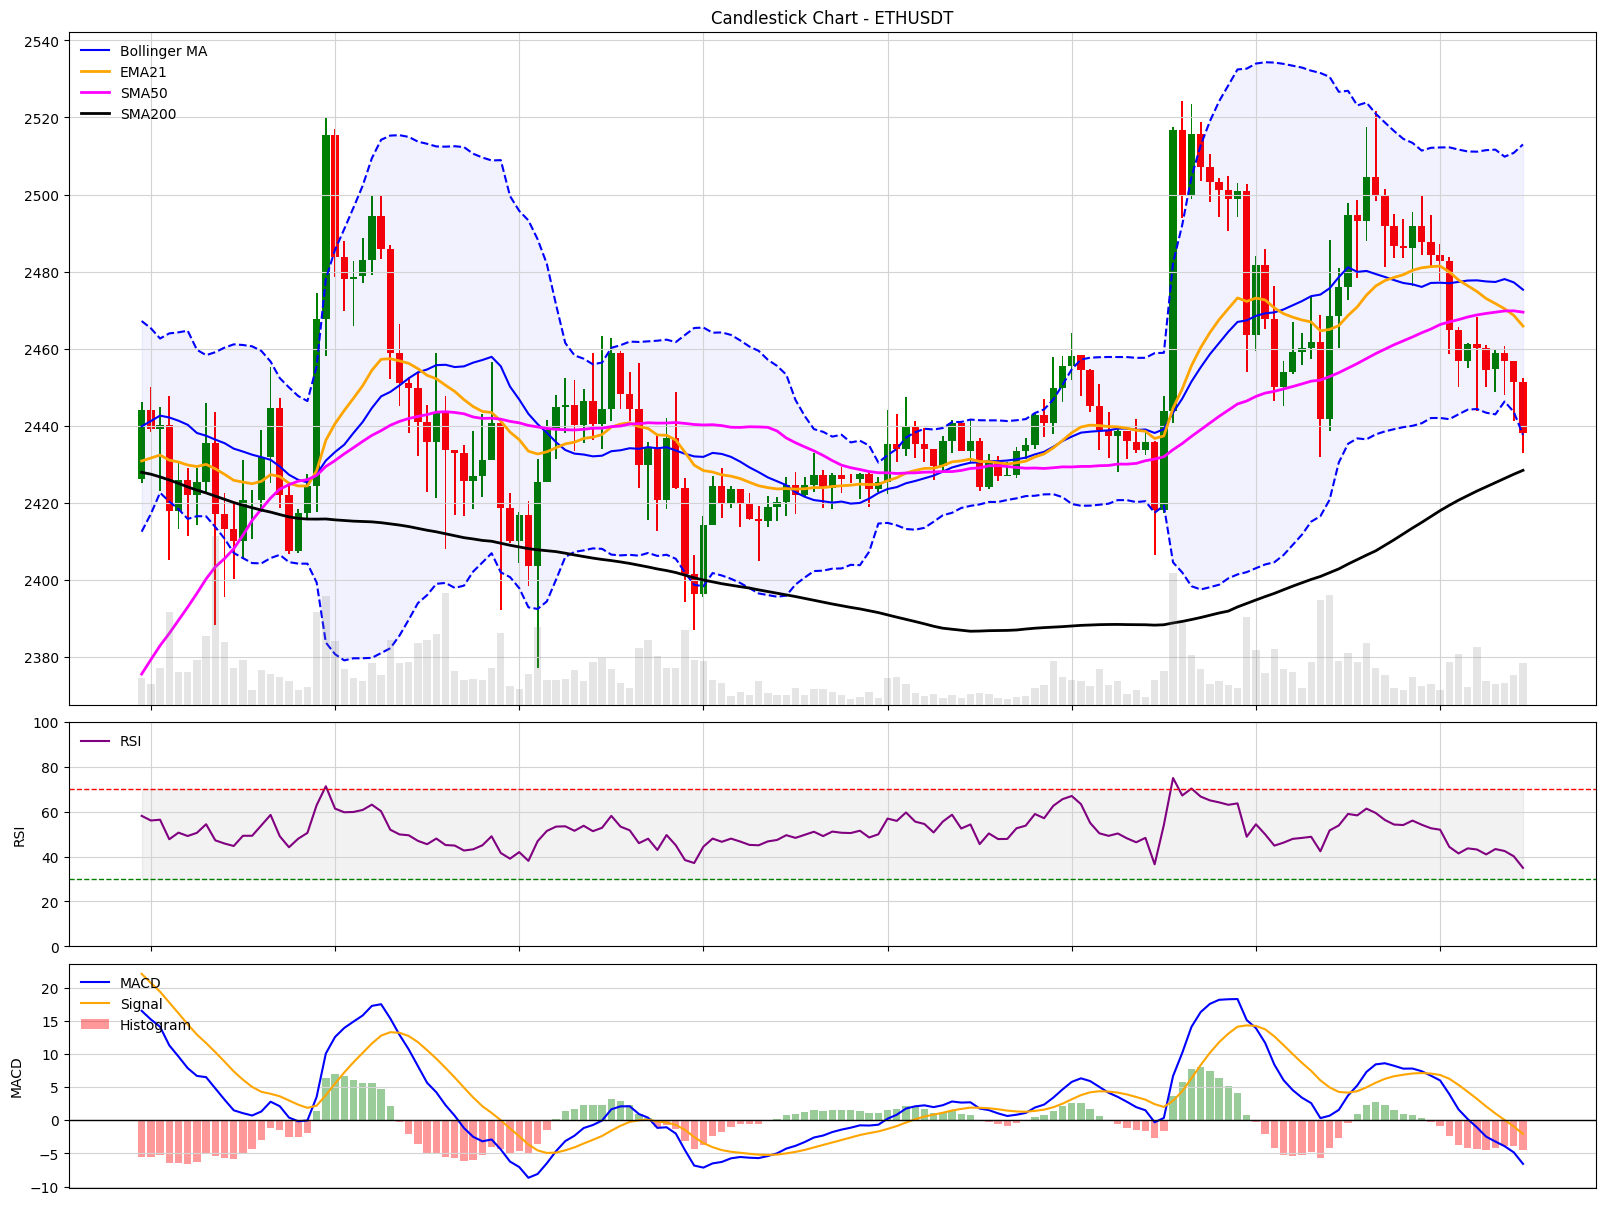 Candlestick Chart - ETHUSDT
2540
2520
2500
2480
2460
2440
2420
2400
2380
Bollinger MA
EMA21
SMA50
SMA200
100
80
60
40
20
0
RSI
RSI
20
15
10
5
0
−5
−10
MACD
MACD
Signal
Histogram